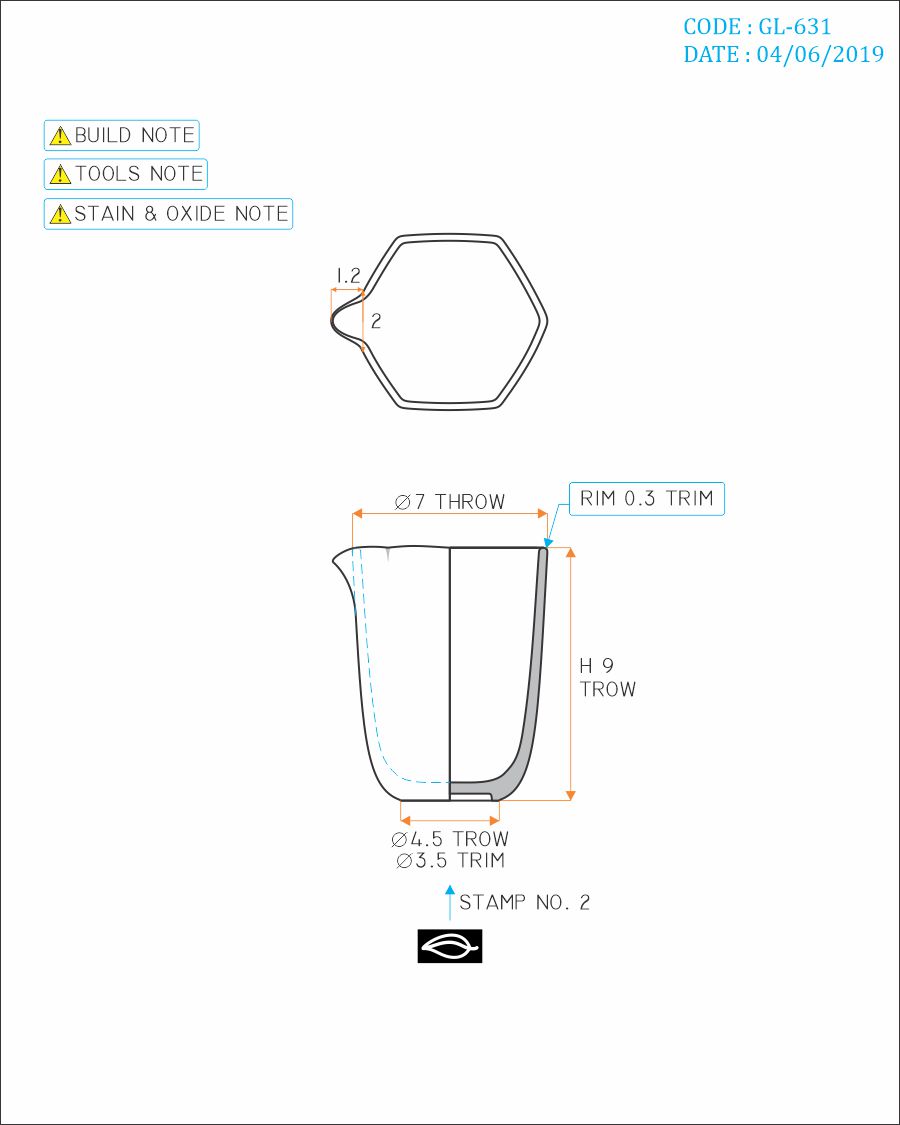 CODE : GL-631
DATE : 04/06/2019
BUILD NOTE
TOOLS NOTE
STAIN & OXIDE NOTE
1.2
2
∅7 THROW
RIM 0.3 TRIM
H 9
TROW
∅4.5 TROW
∅3.5 TRIM
STAMP NO. 2